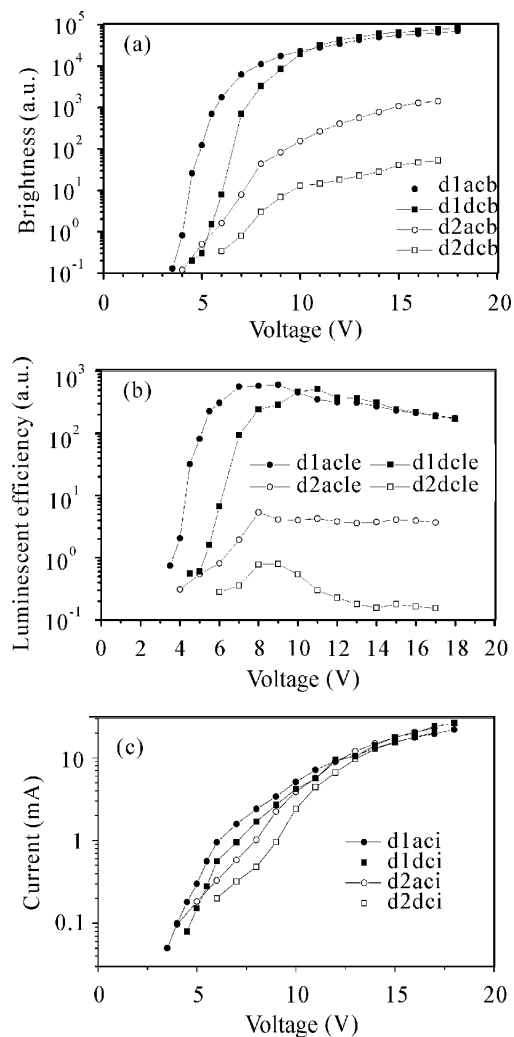 (a)
10^5
10^4
10^3
10^2
10^1
10^0
10^-1
Brightness (a.u.)
d1acb
d1dcb
d2acb
d2dcb
0 5 10 15 20
Voltage (V)
(b)
10^3
10^2
10^1
10^0
10^-1
Luminescent efficiency (a.u.)
d1acle d1dcle
d2acle d2dcle
0 2 4 6 8 10 12 14 16 18 20
Voltage (V)
(c)
10
1
0.1
Current (mA)
d1aci
d1dci
d2aci
d2dci
0 5 10 15 20
Voltage (V)